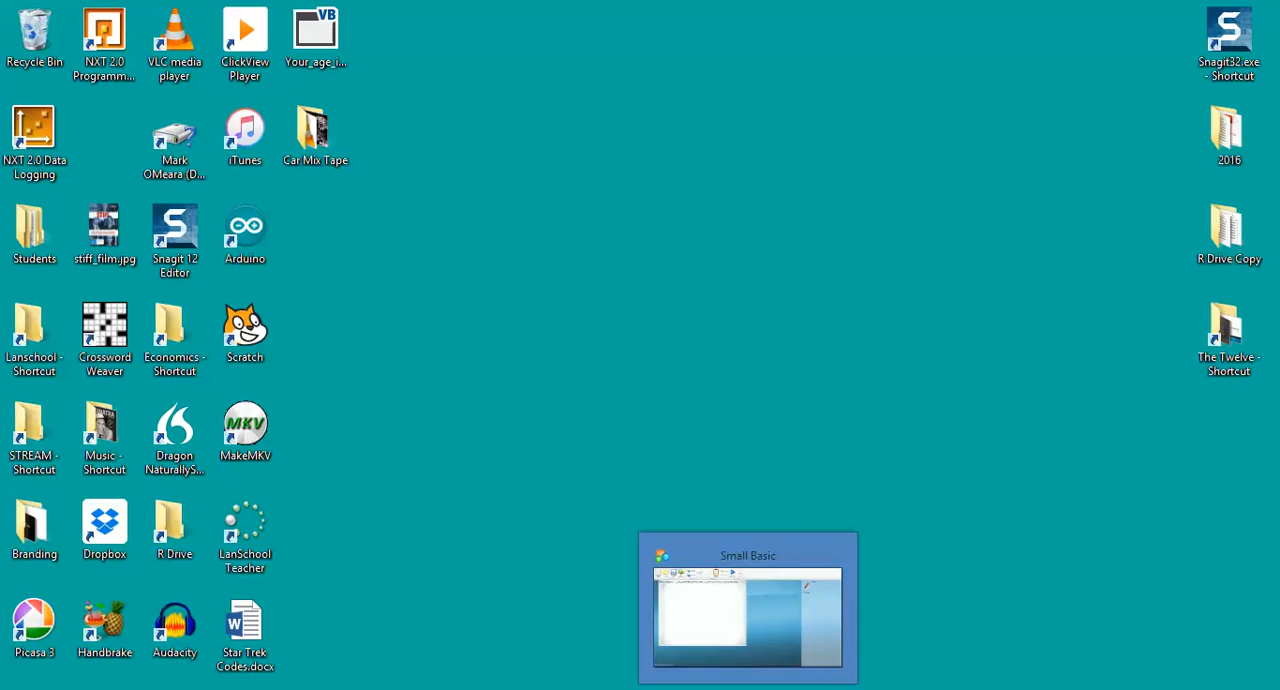 Recycle Bin
NXT 2.0
Programm...
VLC media
player
ClickView
Player
VB
Your_age_i...
Snagit32.exe
- Shortcut
NXT 2.0 Data
Logging
Mark
OMeara (D...
iTunes
Car Mix Tape
2016
Students
stiff_film.jpg
Snagit 12
Editor
Arduino
R Drive Copy
Lanschool -
Shortcut
Crossword
Weaver
Economics -
Shortcut
Scratch
The Twelve -
Shortcut
STREAM -
Shortcut
Music -
Shortcut
Dragon
NaturallyS...
MKV
MakeMKV
Branding
Dropbox
R Drive
LanSchool
Teacher
Small Basic
Picasa 3
Handbrake
Audacity
Star Trek
Codes.docx